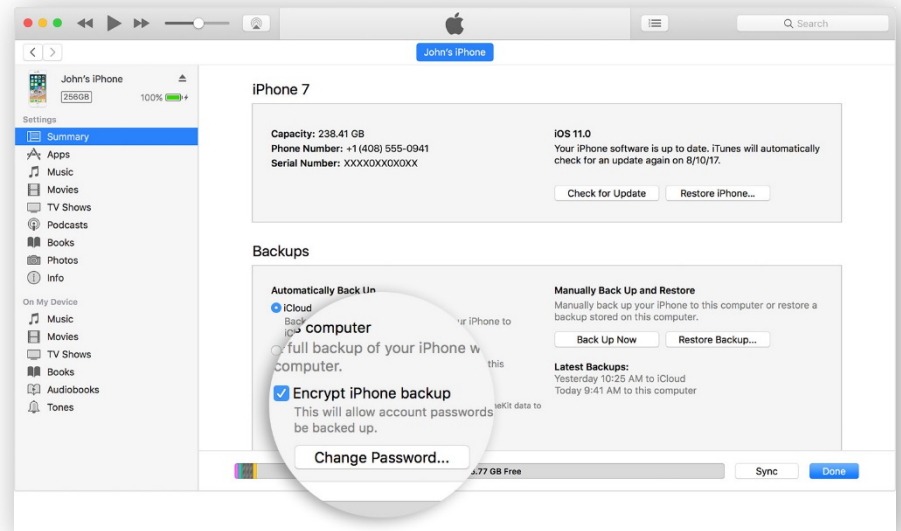 Search
John's iPhone
John's iPhone
256GB 100%
Settings
Summary
Apps
Music
Movies
TV Shows
Podcasts
Books
Photos
Info
On My Device
Music
Movies
TV Shows
Books
Audiobooks
Tones
iPhone 7
Capacity: 238.41 GB
Phone Number: +1 (408) 555-0941
Serial Number: XXXX0XX0X0XX
iOS 11.0
Your iPhone software is up to date. iTunes will automatically
check for an update again on 8/10/17.
Check for Update Restore iPhone...
Backups
Automatically Back Up
iCloud
Back ur iPhone to
s computer
full backup of your iPhone w
this
computer.
Encrypt iPhone backup
This will allow account passwords
data to
be backed up.
Change Password...
Manually Back Up and Restore
Manually back up your iPhone to this computer or restore a
backup stored on this computer.
Back Up Now Restore Backup...
Latest Backups:
Yesterday 10:25 AM to iCloud
Today 9:41 AM to this computer
.77 GB Free
Sync Done